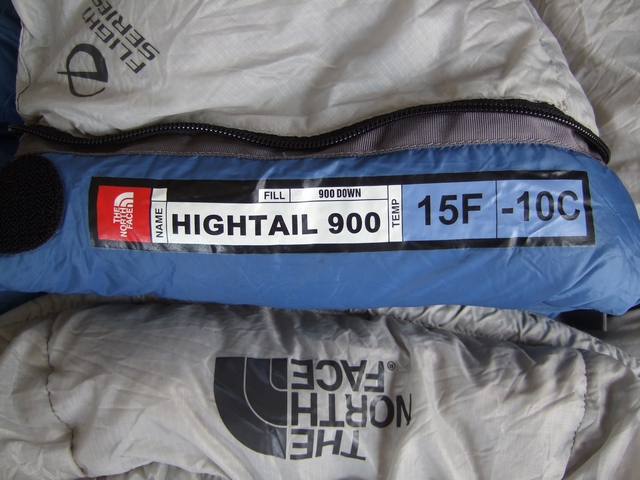 FLIGHT
SERIES
THE
NORTH
FACE
NAME
FILL 900 DOWN
HIGHTAIL 900
TEMP
15F -10C
THE
NORTH
FACE®